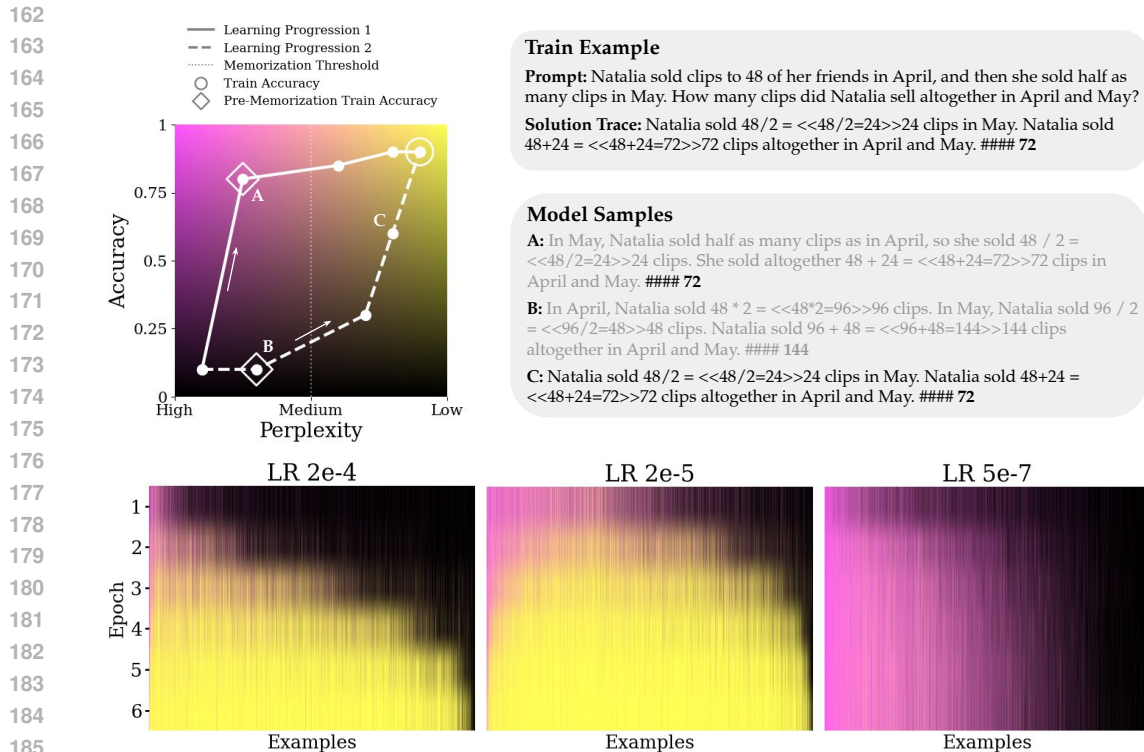 162
163
164
165
166
167
168
169
170
171
172
173
174
175
176
177
178
179
180
181
182
183
184
185
Learning Progression 1
Learning Progression 2
Memorization Threshold
Train Accuracy
Pre-Memorization Train Accuracy
1
0.75
0.5
0.25
0
Accuracy
A
B
C
High
Medium
Low
Perplexity
Train Example
Prompt: Natalia sold clips to 48 of her friends in April, and then she sold half as
many clips in May. How many clips did Natalia sell altogether in April and May?
Solution Trace: Natalia sold 48/2 = <<48/2=24>>24 clips in May. Natalia sold
48+24 = <<48+24=72>>72 clips altogether in April and May. #### 72
Model Samples
A: In May, Natalia sold half as many clips as in April, so she sold 48 / 2 =
<<48/2=24>>24 clips. She sold altogether 48 + 24 = <<48+24=72>>72 clips in
April and May. #### 72
B: In April, Natalia sold 48 * 2 = <<48*2=96>>96 clips. In May, Natalia sold 96 / 2
= <<96/2=48>>48 clips. Natalia sold 96 + 48 = <<96+48=144>>144 clips
altogether in April and May. #### 144
C: Natalia sold 48/2 = <<48/2=24>>24 clips in May. Natalia sold 48+24 =
<<48+24=72>>72 clips altogether in April and May. #### 72
LR 2e-4
LR 2e-5
LR 5e-7
Epoch
1
2
3
4
5
6
Examples
Examples
Examples